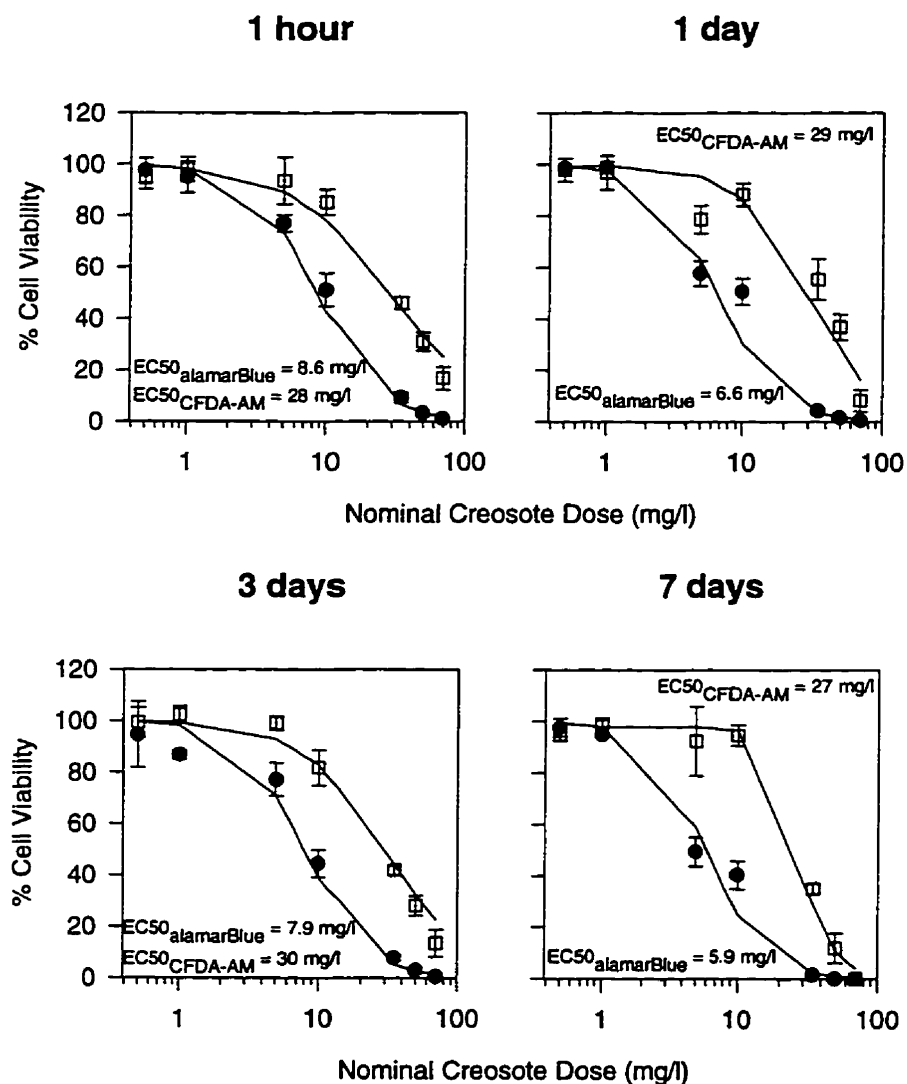 1 hour
1 day
120
100
80
60
40
20
0
% Cell Viability
EC50alamarBlue = 8.6 mg/l
EC50CFDA-AM = 28 mg/l
1
10
100
EC50CFDA-AM = 29 mg/l
EC50alamarBlue = 6.6 mg/l
1
10
100
Nominal Creosote Dose (mg/l)
3 days
7 days
120
100
80
60
40
20
0
% Cell Viability
EC50alamarBlue = 7.9 mg/l
EC50CFDA-AM = 30 mg/l
1
10
100
EC50CFDA-AM = 27 mg/l
EC50alamarBlue = 5.9 mg/l
1
10
100
Nominal Creosote Dose (mg/l)